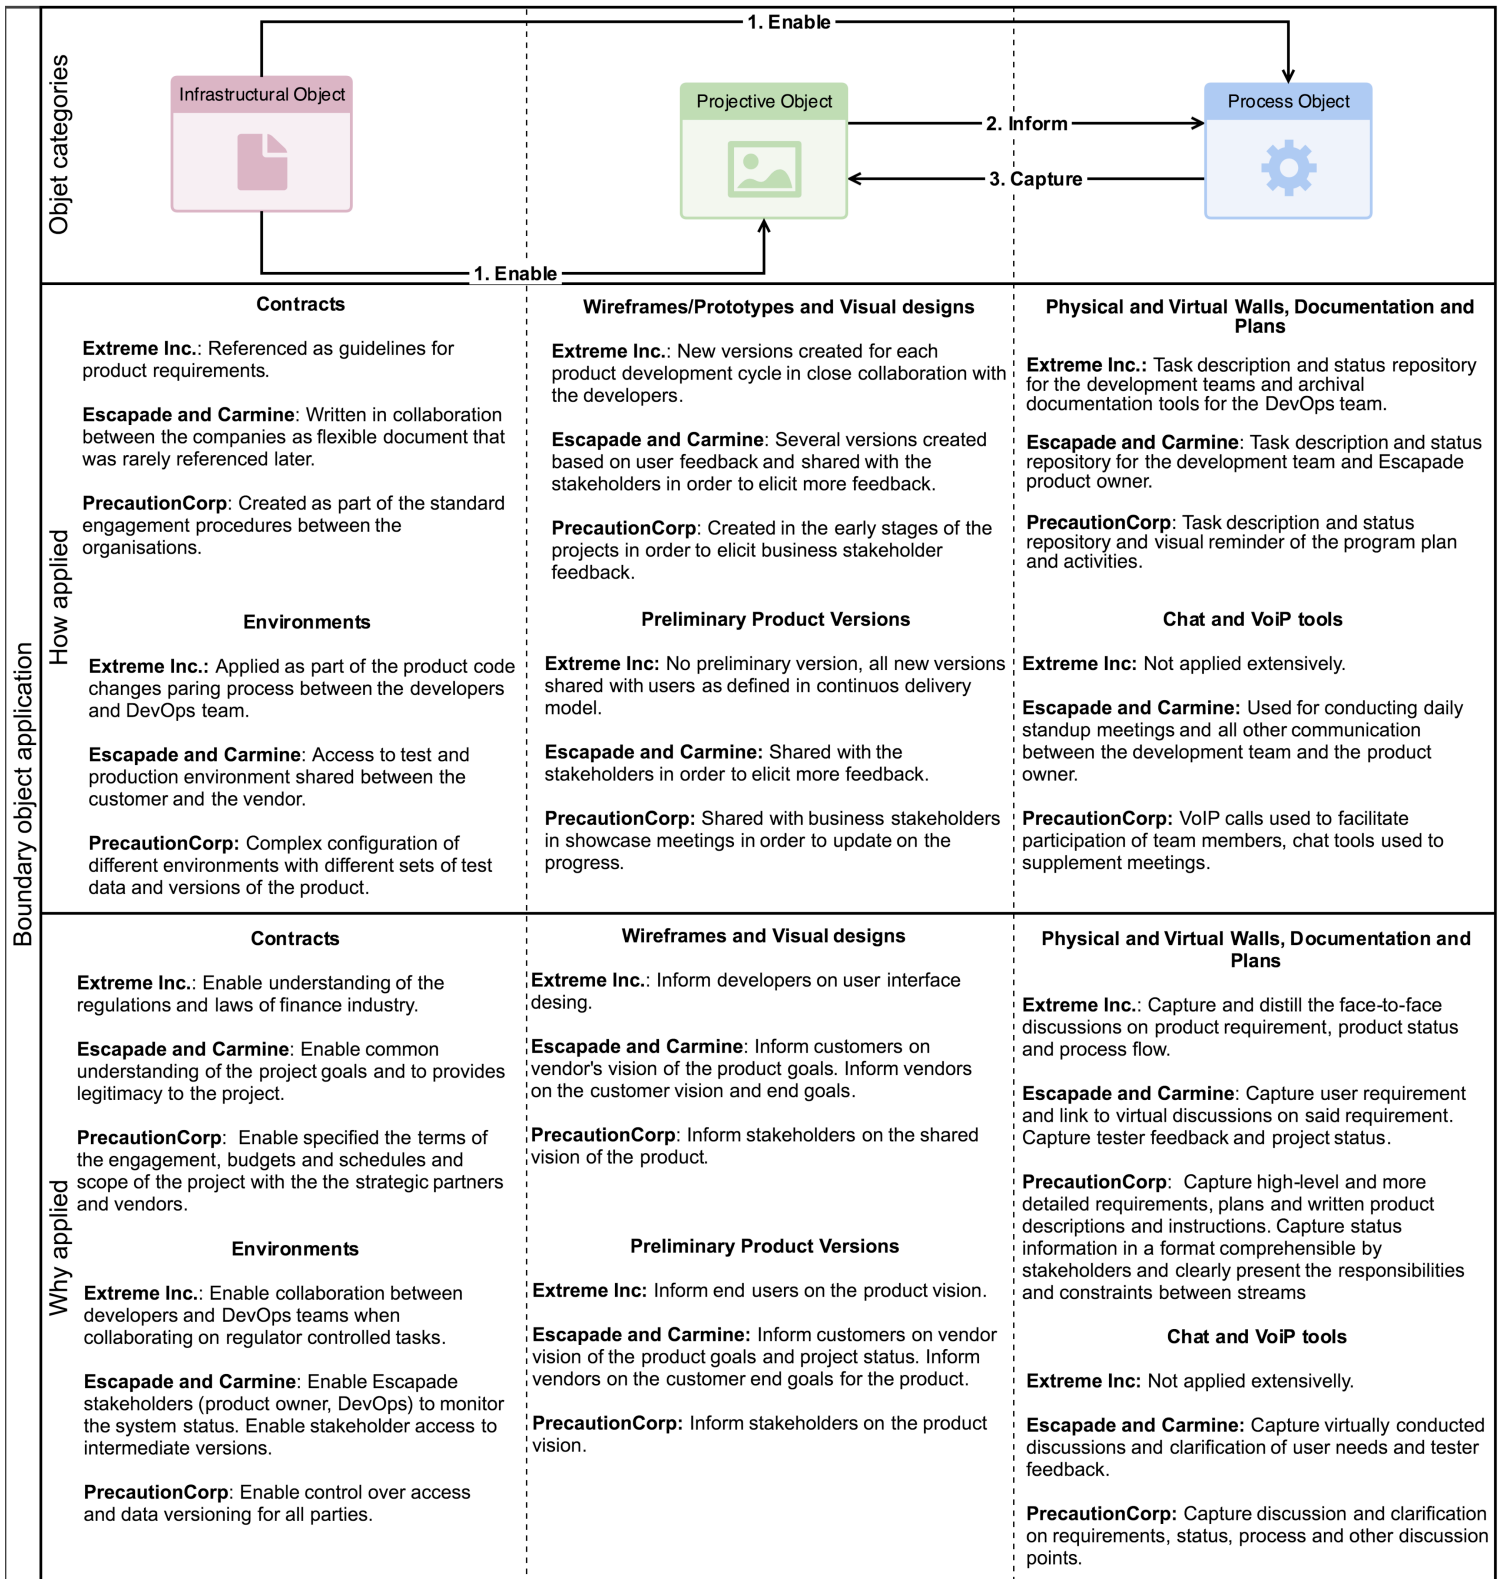 Boundary object application
Objet categories
1. Enable
Infrastructural Object
Projective Object
Process Object
2. Inform
3. Capture
1. Enable
How applied
Contracts
Extreme Inc.: Referenced as guidelines for
product requirements.
Escapade and Carmine: Written in collaboration
between the companies as flexible document that
was rarely referenced later.
PrecautionCorp: Created as part of the standard
engagement procedures between the
organisations.
Environments
Extreme Inc.: Applied as part of the product code
changes paring process between the developers
and DevOps team.
Escapade and Carmine: Access to test and
production environment shared between the
customer and the vendor.
PrecautionCorp: Complex configuration of
different environments with different sets of test
data and versions of the product.
Wireframes/Prototypes and Visual designs
Extreme Inc.: New versions created for each
product development cycle in close collaboration with
the developers.
Escapade and Carmine: Several versions created
based on user feedback and shared with the
stakeholders in order to elicit more feedback.
PrecautionCorp: Created in the early stages of the
projects in order to elicit business stakeholder
feedback.
Preliminary Product Versions
Extreme Inc: No preliminary version, all new versions
shared with users as defined in continuos delivery
model.
Escapade and Carmine: Shared with the
stakeholders in order to elicit more feedback.
PrecautionCorp: Shared with business stakeholders
in showcase meetings in order to update on the
progress.
Physical and Virtual Walls, Documentation and
Plans
Extreme Inc.: Task description and status repository
for the development teams and archival
documentation tools for the DevOps team.
Escapade and Carmine: Task description and status
repository for the development team and Escapade
product owner.
PrecautionCorp: Task description and status
repository and visual reminder of the program plan
and activities.
Chat and VoiP tools
Extreme Inc: Not applied extensively.
Escapade and Carmine: Used for conducting daily
standup meetings and all other communication
between the development team and the product
owner.
PrecautionCorp: VoIP calls used to facilitate
participation of team members, chat tools used to
supplement meetings.
Why applied
Contracts
Extreme Inc.: Enable understanding of the
regulations and laws of finance industry.
Escapade and Carmine: Enable common
understanding of the project goals and to provides
legitimacy to the project.
PrecautionCorp: Enable specified the terms of
the engagement, budgets and schedules and
scope of the project with the the strategic partners
and vendors.
Environments
Extreme Inc.: Enable collaboration between
developers and DevOps teams when
collaborating on regulator controlled tasks.
Escapade and Carmine: Enable Escapade
stakeholders (product owner, DevOps) to monitor
the system status. Enable stakeholder access to
intermediate versions.
PrecautionCorp: Enable control over access
and data versioning for all parties.
Wireframes and Visual designs
Extreme Inc.: Inform developers on user interface
desing.
Escapade and Carmine: Inform customers on
vendor's vision of the product goals. Inform vendors
on the customer vision and end goals.
PrecautionCorp: Inform stakeholders on the shared
vision of the product.
Preliminary Product Versions
Extreme Inc: Inform end users on the product vision.
Escapade and Carmine: Inform customers on vendor
vision of the product goals and project status. Inform
vendors on the customer end goals for the product.
PrecautionCorp: Inform stakeholders on the product
vision.
Physical and Virtual Walls, Documentation and
Plans
Extreme Inc.: Capture and distill the face-to-face
discussions on product requirement, product status
and process flow.
Escapade and Carmine: Capture user requirement
and link to virtual discussions on said requirement.
Capture tester feedback and project status.
PrecautionCorp: Capture high-level and more
detailed requirements, plans and written product
descriptions and instructions. Capture status
information in a format comprehensible by
stakeholders and clearly present the responsibilities
and constraints between streams
Chat and VoiP tools
Extreme Inc: Not applied extensivelly.
Escapade and Carmine: Capture virtually conducted
discussions and clarification of user needs and tester
feedback.
PrecautionCorp: Capture discussion and clarification
on requirements, status, process and other discussion
points.